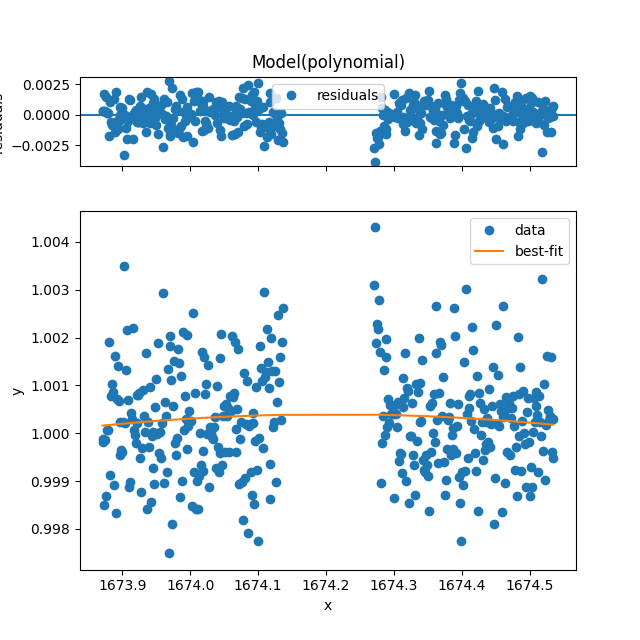 Model(polynomial)
0.0025
0.0000
−0.0025
residuals
1.004
1.003
1.002
1.001
1.000
0.999
0.998
y
data
best-fit
1673.9 1674.0 1674.1 1674.2 1674.3 1674.4 1674.5
x